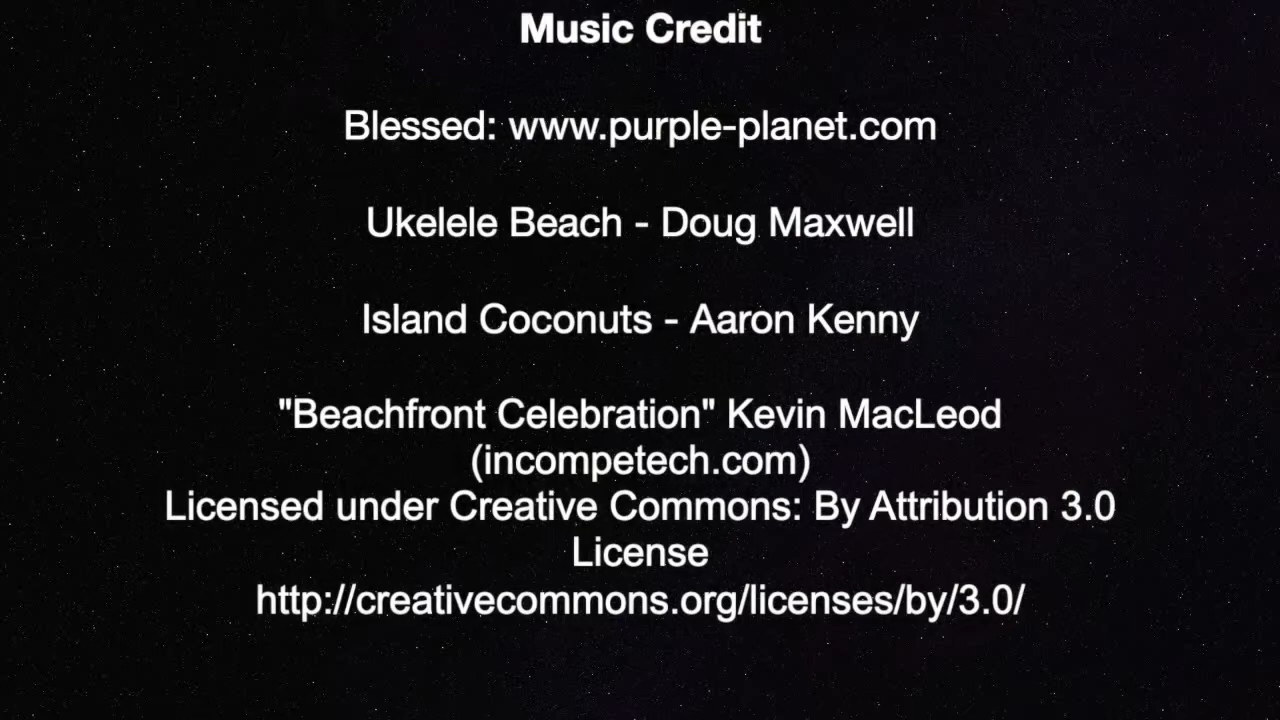 Music Credit
Blessed: www.purple-planet.com
Ukelele Beach - Doug Maxwell
Island Coconuts - Aaron Kenny
"Beachfront Celebration" Kevin MacLeod
(incompetech.com)
Licensed under Creative Commons: By Attribution 3.0
License
http://creativecommons.org/licenses/by/3.0/